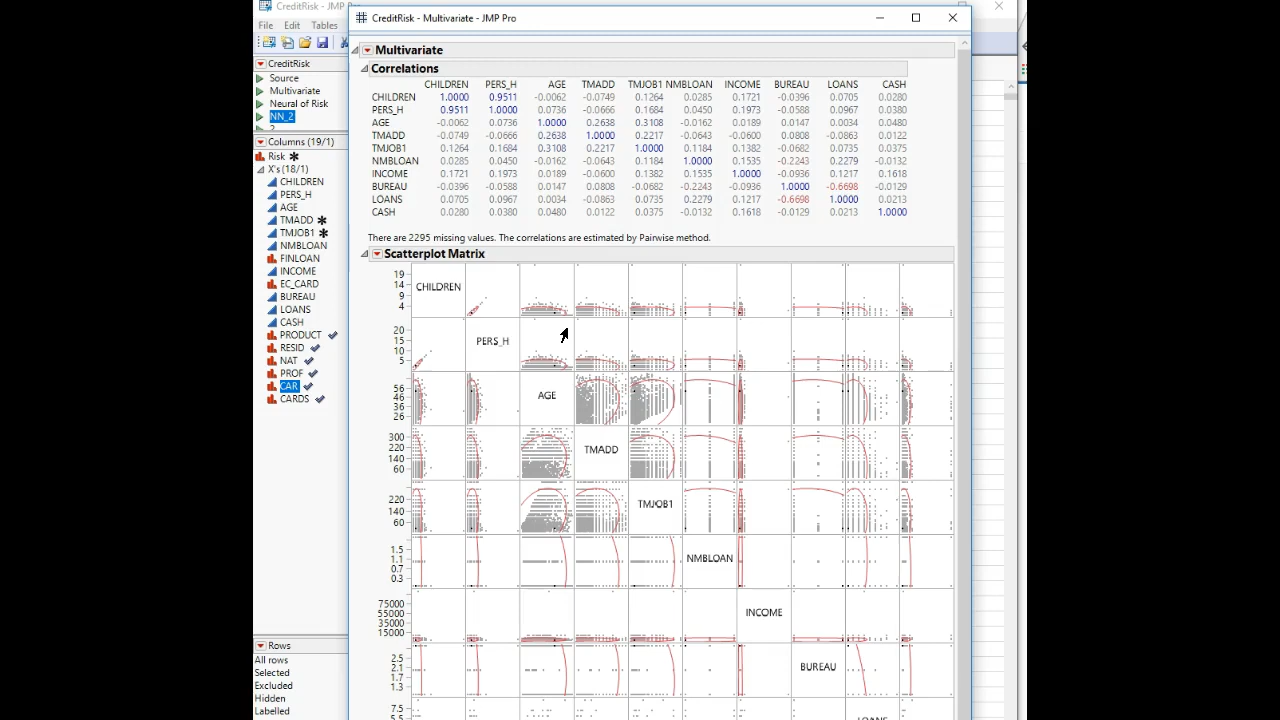 CreditRisk - JMP Pro
File Edit Tables
CreditRisk
Source
Multivariate
Neural of Risk
NN_2
2
Columns (19/1)
Risk
X's (18/1)
CHILDREN
PERS_H
AGE
TMADD
TMJOB1
NMBLOAN
FINLOAN
INCOME
EC_CARD
BUREAU
LOANS
CASH
PRODUCT
RESID
NAT
PROF
CAR
CARDS
Rows
All rows
Selected
Excluded
Hidden
Labelled
CreditRisk - Multivariate - JMP Pro
Multivariate
Correlations
CHILDREN PERS_H AGE TMADD TMJOB1 NMBLOAN INCOME BUREAU LOANS CASH
CHILDREN 1.0000 0.9511 -0.0062 -0.0749 0.1264 0.0285 0.1721 -0.0396 0.0705 0.0280
PERS_H 0.9511 1.0000 0.0736 -0.0666 0.1684 0.0450 0.1973 -0.0588 0.0967 0.0380
AGE -0.0062 0.0736 1.0000 0.2638 0.3108 -0.0162 0.0189 0.0147 0.0034 0.0480
TMADD -0.0749 -0.0666 0.2638 1.0000 0.2217 -0.0643 -0.0600 0.0808 -0.0863 0.0122
TMJOB1 0.1264 0.1684 0.3108 0.2217 1.0000 0.1184 0.1382 -0.0682 0.0735 0.0375
NMBLOAN 0.0285 0.0450 -0.0162 -0.0643 0.1184 1.0000 0.1535 -0.2243 0.2279 -0.0132
INCOME 0.1721 0.1973 0.0189 -0.0600 0.1382 0.1535 1.0000 -0.0936 0.1217 0.1618
BUREAU -0.0396 -0.0588 0.0147 0.0808 -0.0682 -0.2243 -0.0936 1.0000 -0.6698 -0.0129
LOANS 0.0705 0.0967 0.0034 -0.0863 0.0735 0.2279 0.1217 -0.6698 1.0000 0.0213
CASH 0.0280 0.0380 0.0480 0.0122 0.0375 -0.0132 0.1618 -0.0129 0.0213 1.0000
There are 2295 missing values. The correlations are estimated by Pairwise method.
Scatterplot Matrix
19
14
9
4
CHILDREN
20
15
10
5
PERS_H
56
46
36
26
AGE
300
220
140
60
TMADD
220
140
60
TMJOB1
1.5
1.1
0.7
0.3
NMBLOAN
75000
55000
35000
15000
INCOME
2.5
2.1
1.7
1.3
BUREAU
7.5
5.5
LOANS